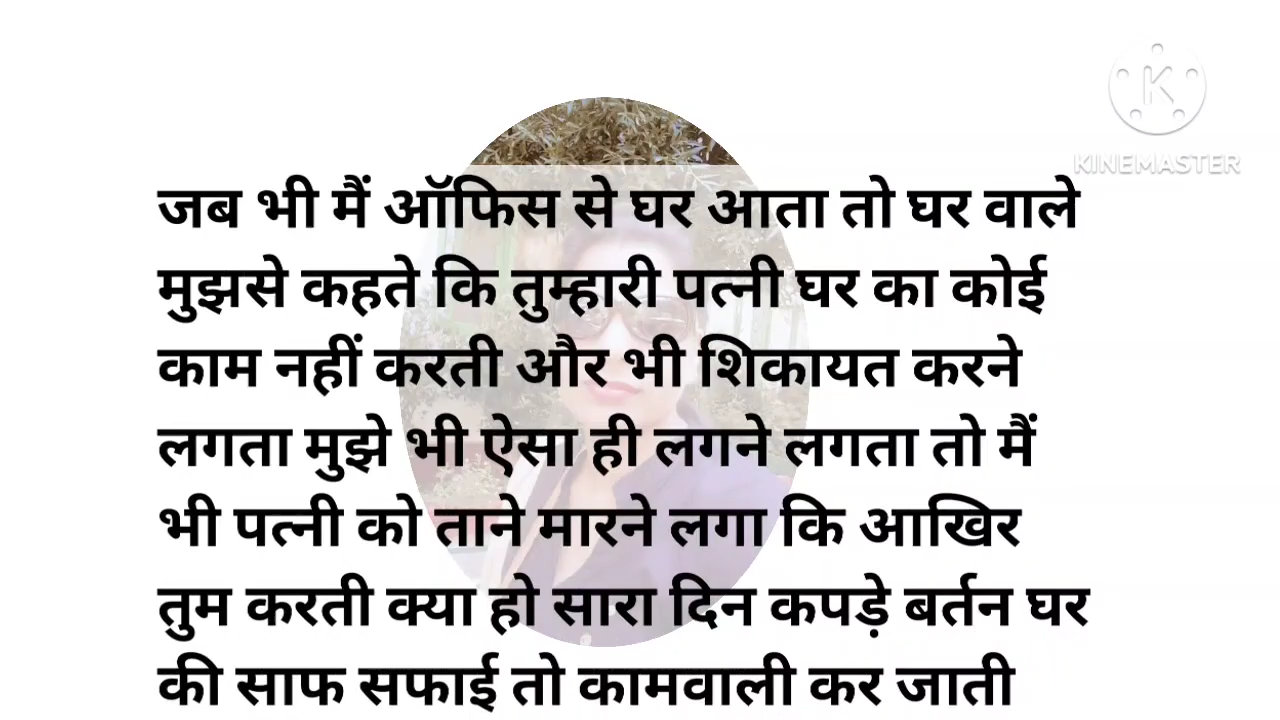 KINEMASTER
जब भी मैं ऑफिस से घर आता तो घर वाले
मुझसे कहते कि तुम्हारी पत्नी घर का कोई
काम नहीं करती और भी शिकायत करने
लगता मुझे भी ऐसा ही लगने लगता तो मैं
भी पत्नी को ताने मारने लगा कि आखिर
तुम करती क्या हो सारा दिन कपड़े बर्तन घर
की साफ सफाई तो कामवाली कर जाती